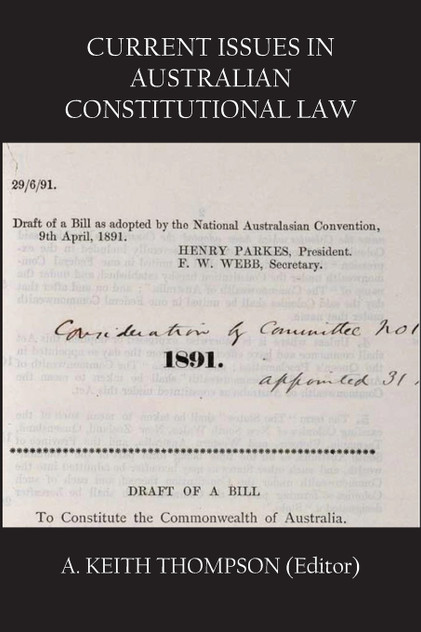 CURRENT ISSUES IN
AUSTRALIAN
CONSTITUTIONAL LAW
29/6/91.
Draft of a Bill as adopted by the National Australasian Convention,
9th April, 1891.
HENRY PARKES, President.
F. W. WEBB, Secretary.
Consideration of Committee No 1
1891.
appointed 31
DRAFT OF A BILL
To Constitute the Commonwealth of Australia.
A. KEITH THOMPSON (Editor)